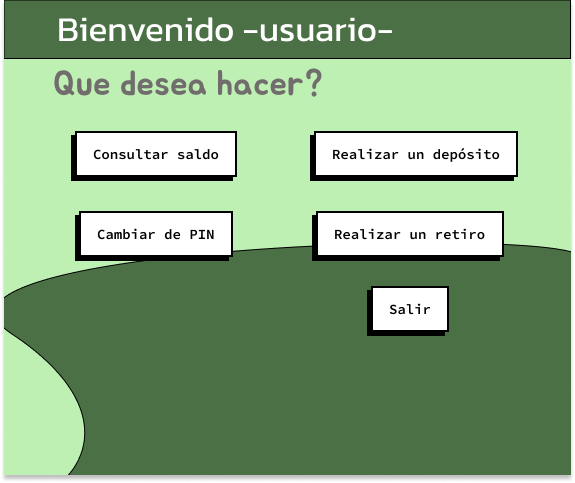 Bienvenido -usuario-
Que desea hacer?
Consultar saldo
Realizar un depósito
Cambiar de PIN
Realizar un retiro
Salir